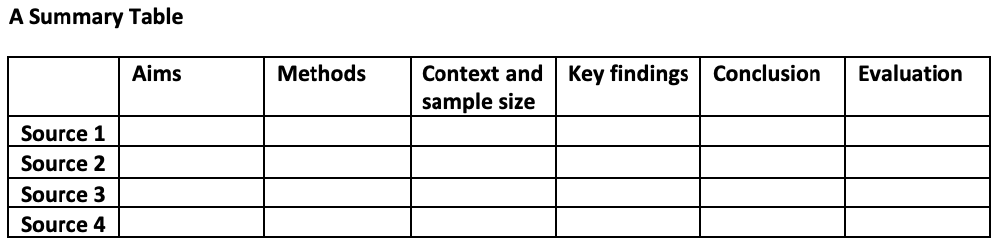 A Summary Table
Aims Methods Context and sample size Key findings Conclusion Evaluation
Source 1
Source 2
Source 3
Source 4